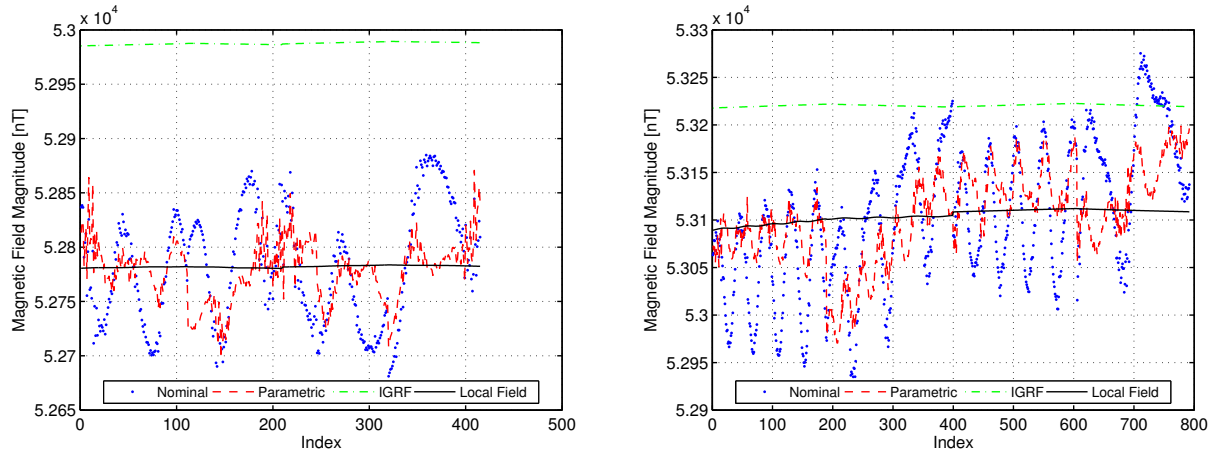 x 10^4
5.3
5.295
5.29
5.285
5.28
5.275
5.27
5.265
Magnetic Field Magnitude [nT]
0 100 200 300 400 500
Index
Nominal Parametric IGRF Local Field
x 10^4
5.33
5.325
5.32
5.315
5.31
5.305
5.3
5.295
5.29
Magnetic Field Magnitude [nT]
0 100 200 300 400 500 600 700 800
Index
Nominal Parametric IGRF Local Field